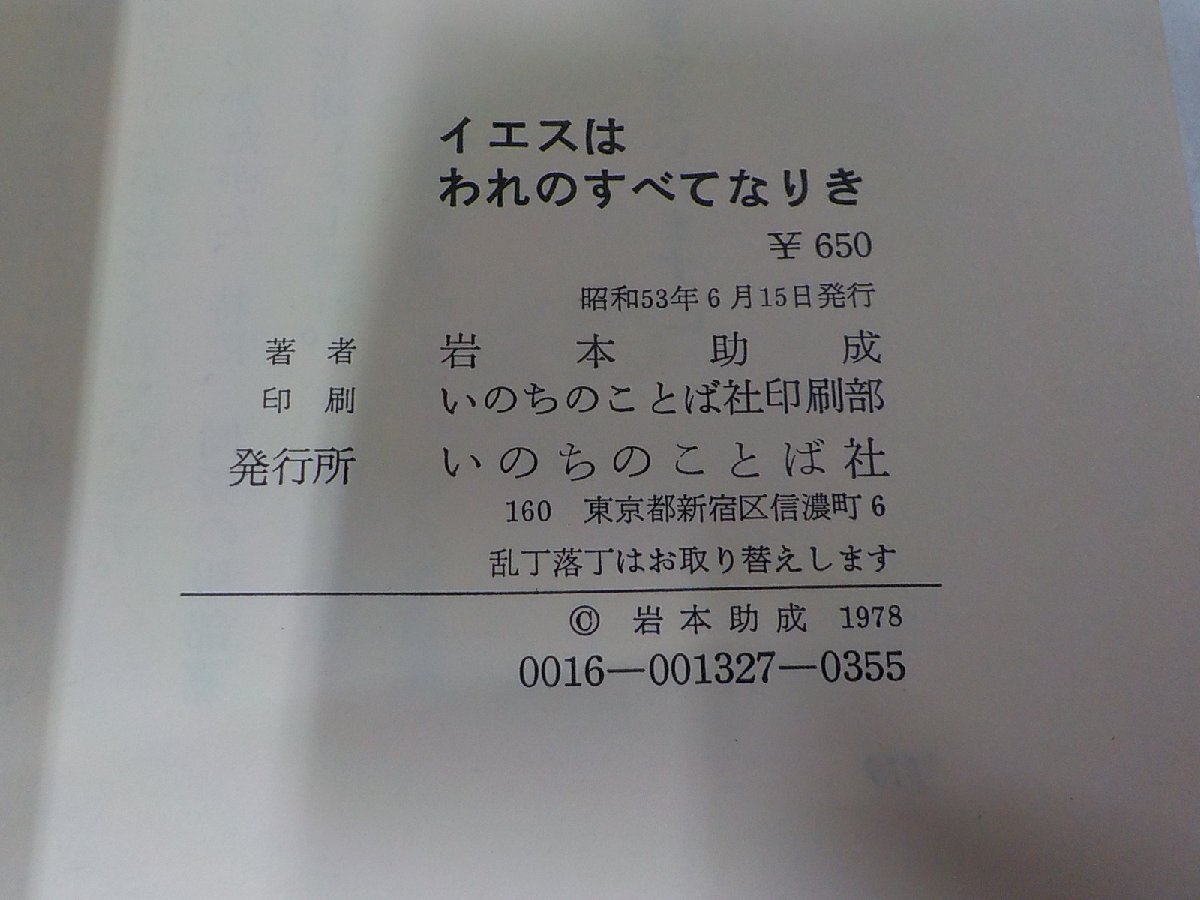 イエスは
われのすべてなりき
￥650
昭和53年6月15日発行
著者 岩本助成
印刷 いのちのことば社印刷部
発行所 いのちのことば社
160 東京都新宿区信濃町6
乱丁落丁はお取り替えします
© 岩本助成 1978
0016―001327―0355